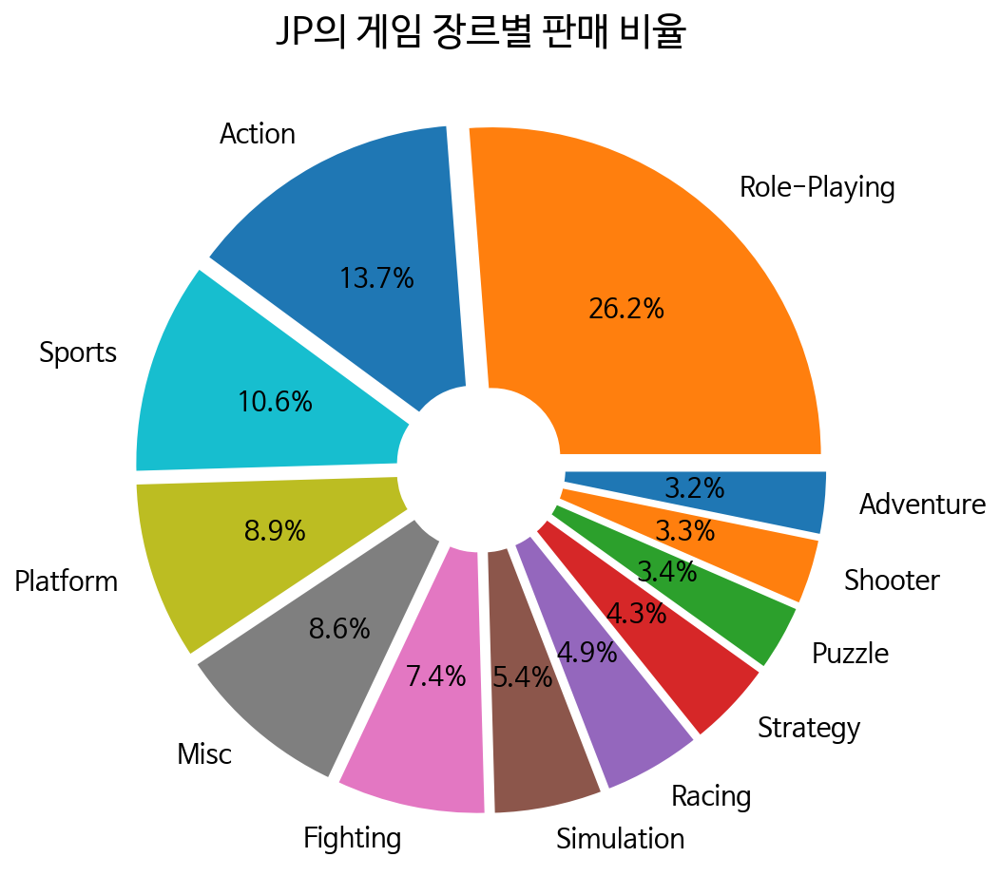 JP의 게임 장르별 판매 비율
Action
Role-Playing
13.7%
26.2%
Sports
10.6%
3.2%
Adventure
8.9%
3.3%
Platform
3.4%
Shooter
4.3%
8.6%
4.9%
Puzzle
7.4%
5.4%
Strategy
Misc
Racing
Fighting
Simulation